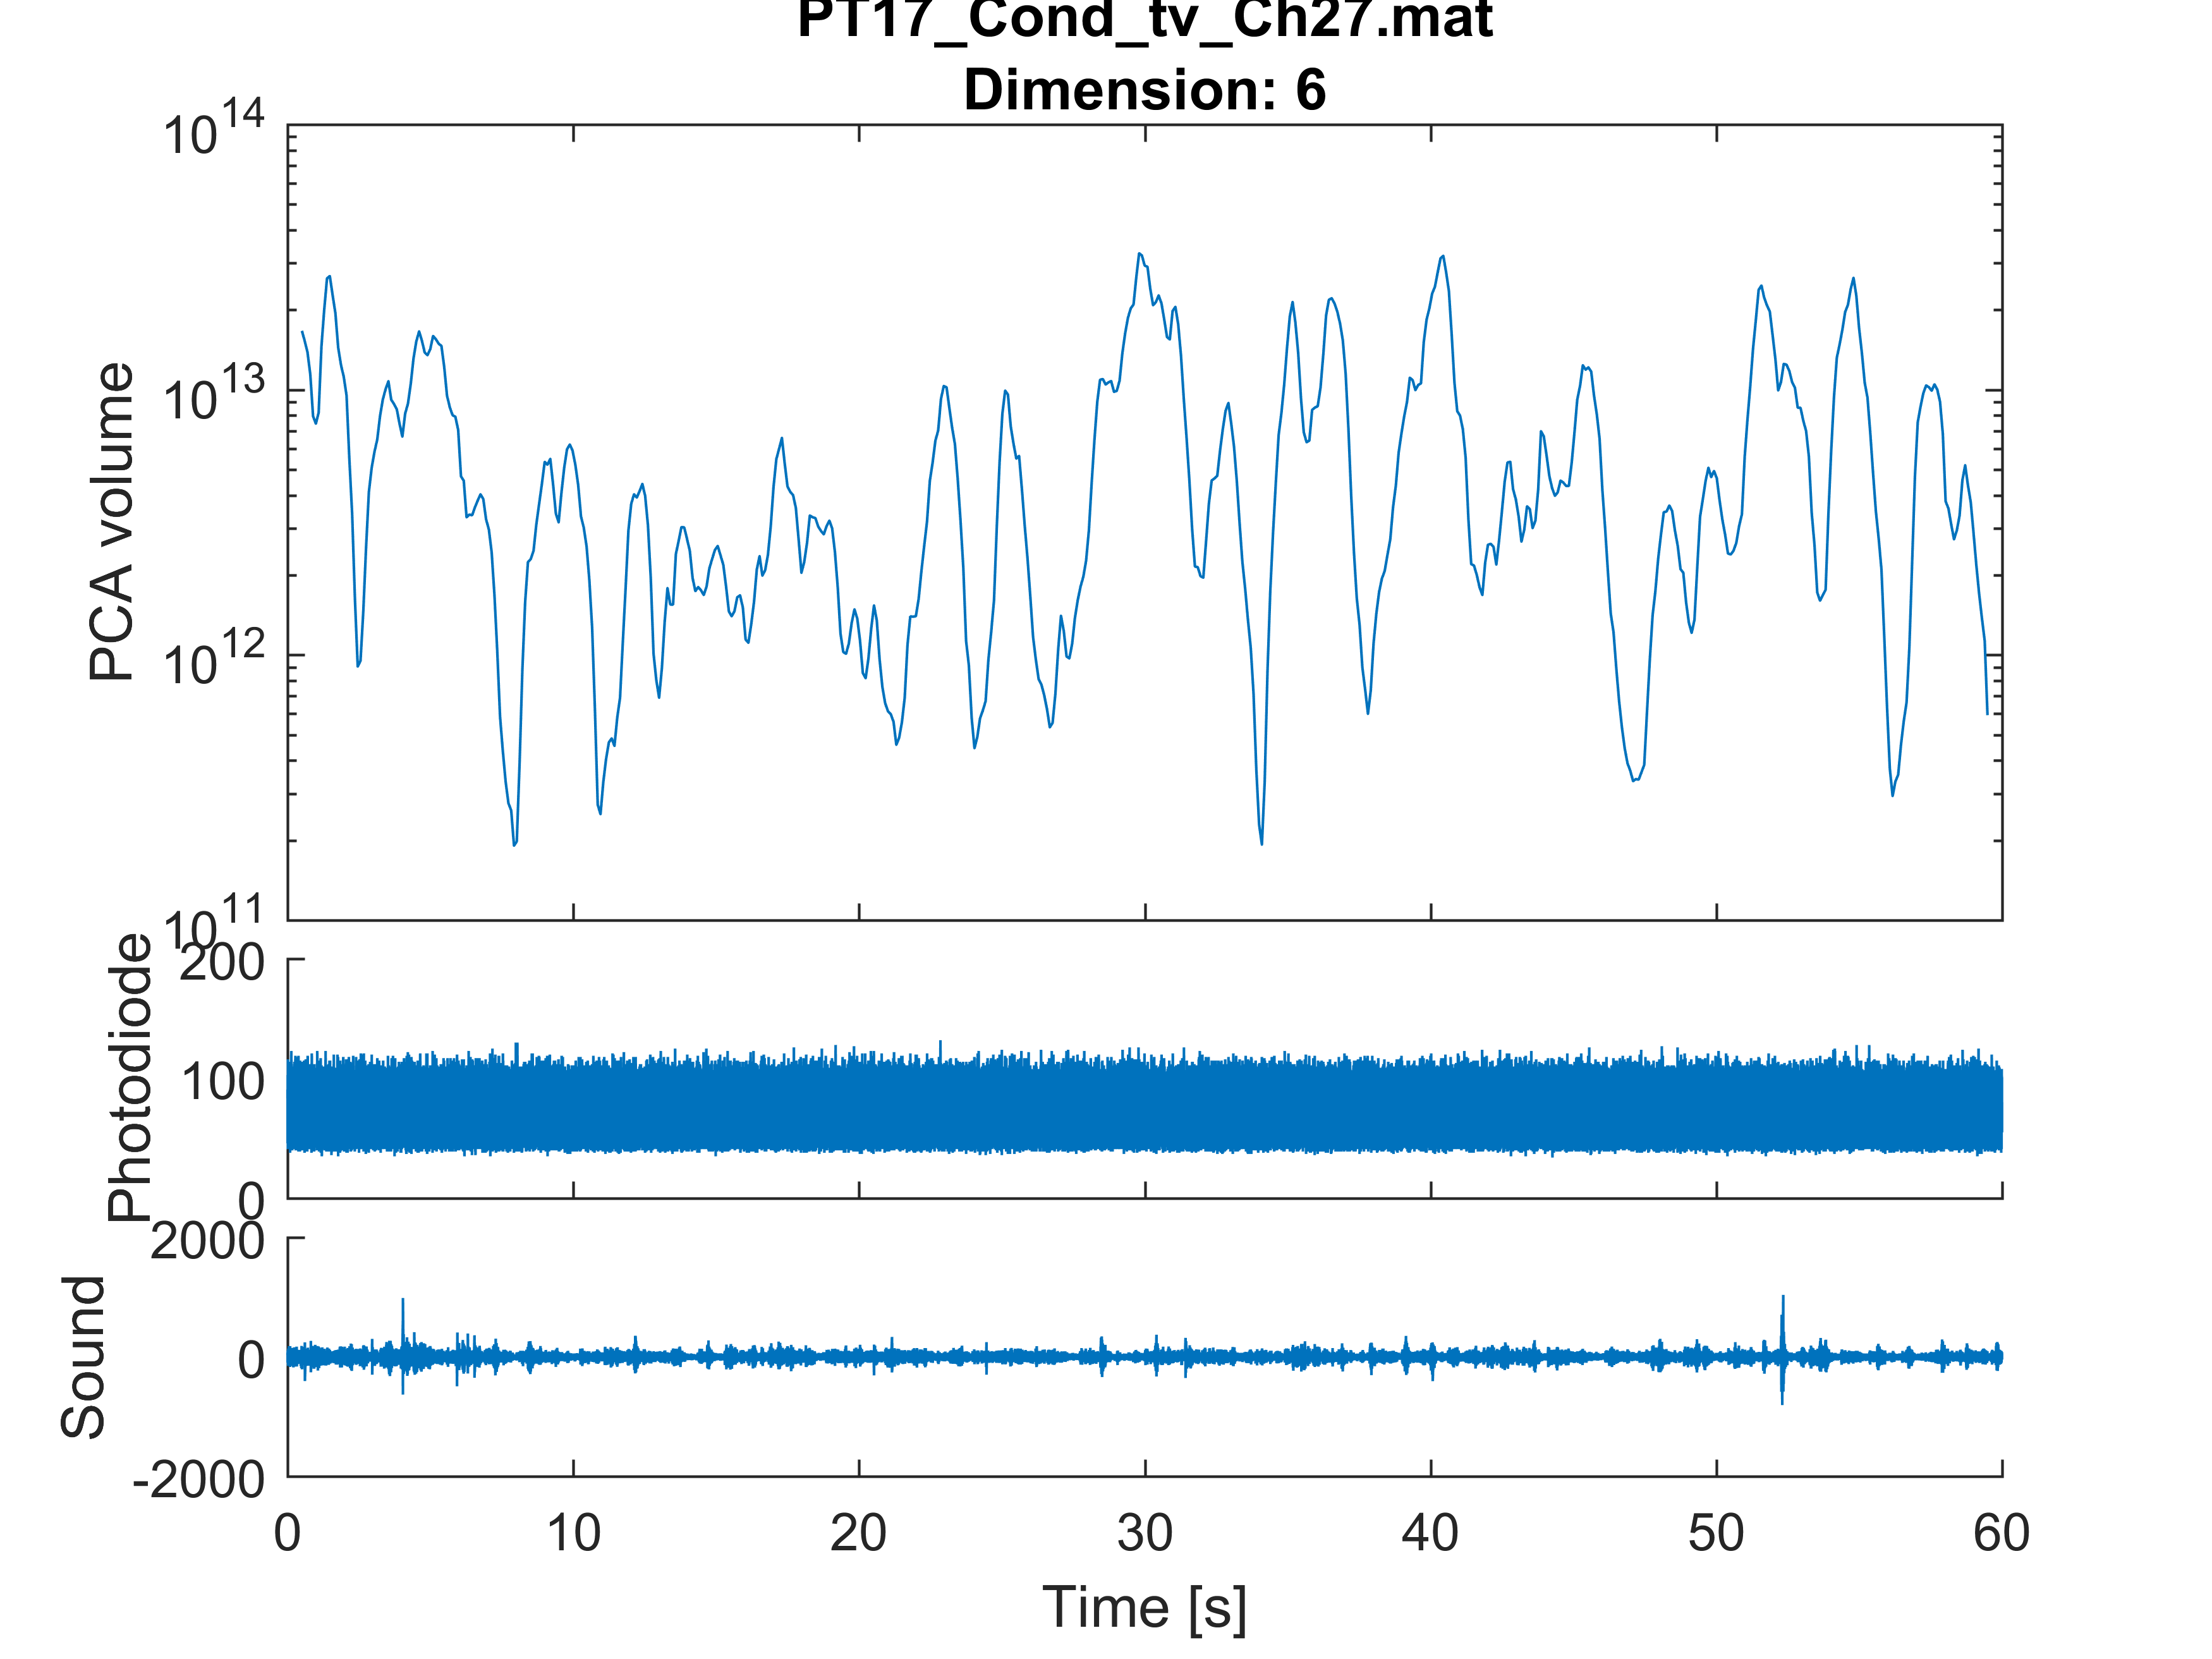 PT17_Cond_tv_Ch27.mat
Dimension: 6
10^14
10^13
10^12
10^11
PCA volume
200
100
0
Photodiode
2000
0
-2000
Sound
0 10 20 30 40 50 60
Time [s]